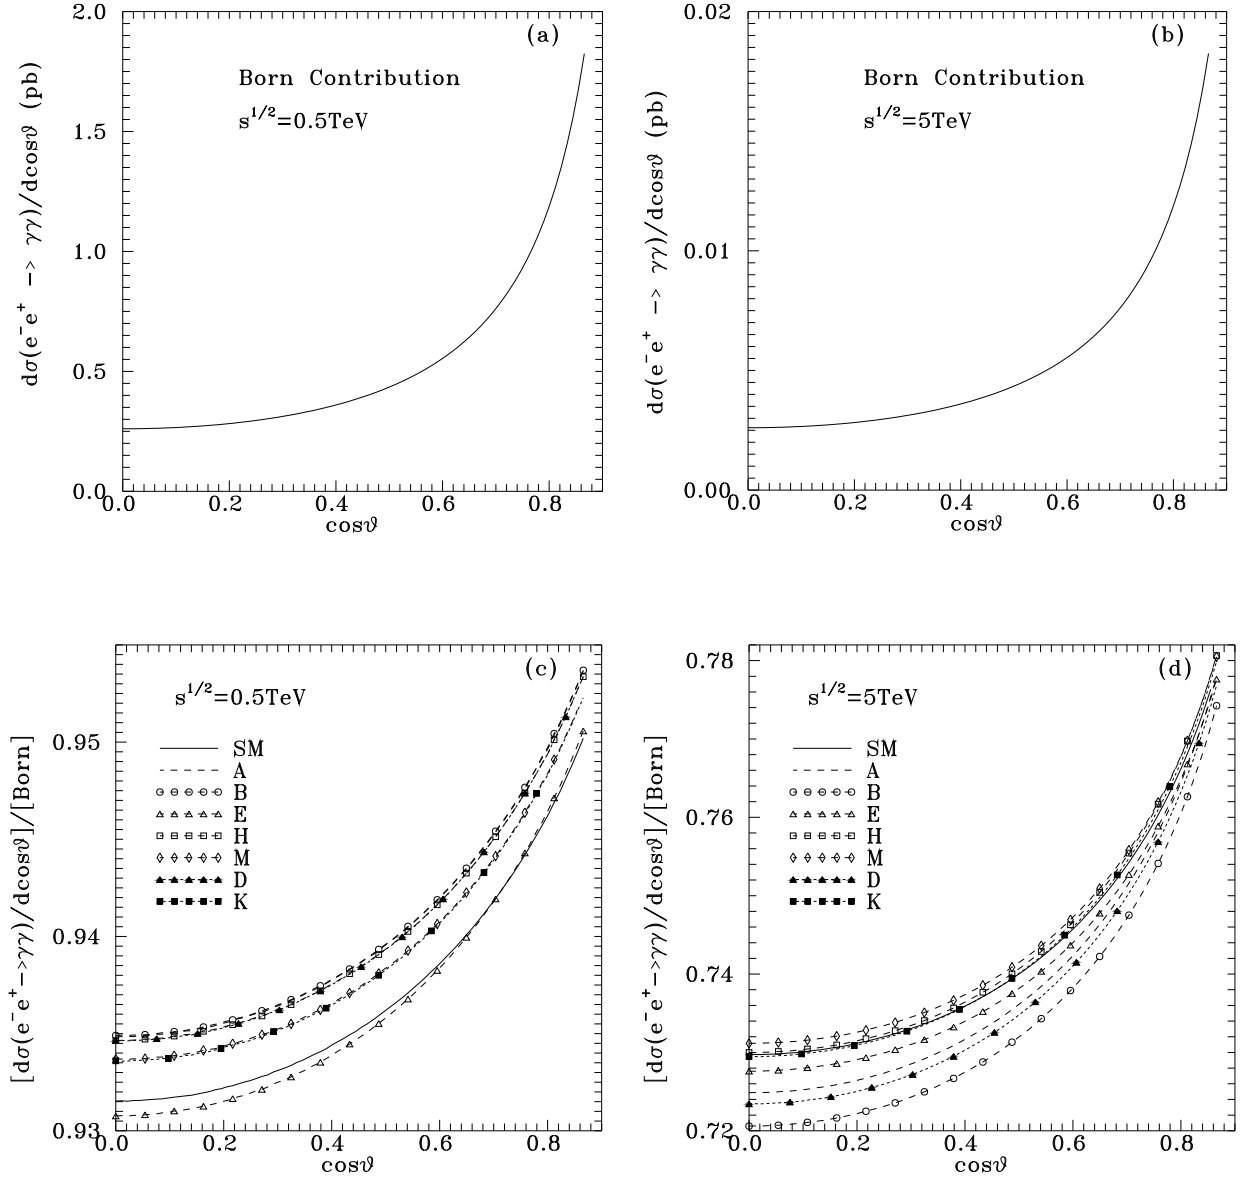 (a)
Born Contribution
s^{1/2}=0.5TeV
dσ(e⁻e⁺ -> γγ)/dcosϑ (pb)
2.0
1.5
1.0
0.5
0.0
0.0 0.2 0.4 0.6 0.8
cosϑ
(b)
Born Contribution
s^{1/2}=5TeV
dσ(e⁻e⁺ -> γγ)/dcosϑ (pb)
0.02
0.01
0.00
0.0 0.2 0.4 0.6 0.8
cosϑ
(c)
s^{1/2}=0.5TeV
SM
A
B
E
H
M
D
K
[dσ(e⁻e⁺->γγ)/dcosϑ]/[Born]
0.95
0.94
0.93
0.0 0.2 0.4 0.6 0.8
cosϑ
(d)
s^{1/2}=5TeV
SM
A
B
E
H
M
D
K
[dσ(e⁻e⁺->γγ)/dcosϑ]/[Born]
0.78
0.76
0.74
0.72
0.0 0.2 0.4 0.6 0.8
cosϑ